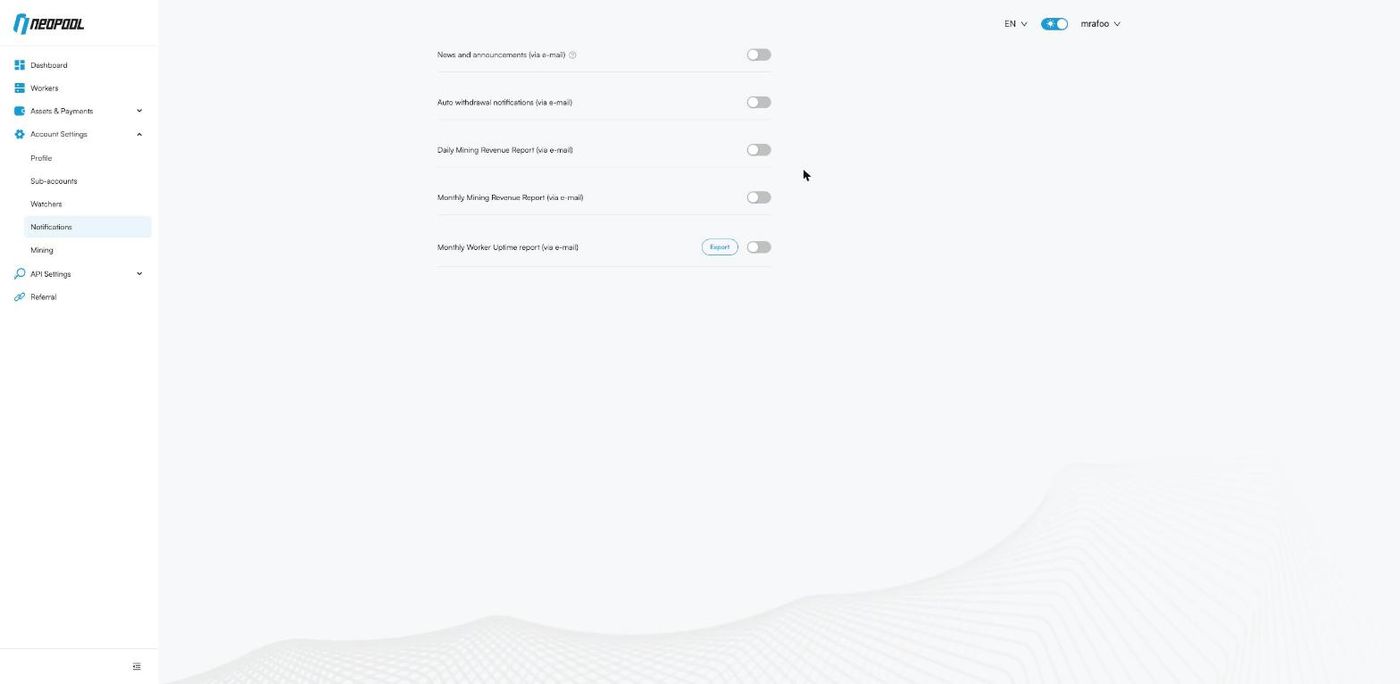 NEOPOOL
EN
mrafoo
Dashboard
Workers
Assets & Payments
Account Settings
Profile
Sub-accounts
Watchers
Notifications
Mining
API Settings
Referral
News and announcements (via e-mail)
Auto withdrawal notifications (via e-mail)
Daily Mining Revenue Report (via e-mail)
Monthly Mining Revenue Report (via e-mail)
Monthly Worker Uptime report (via e-mail)
Export